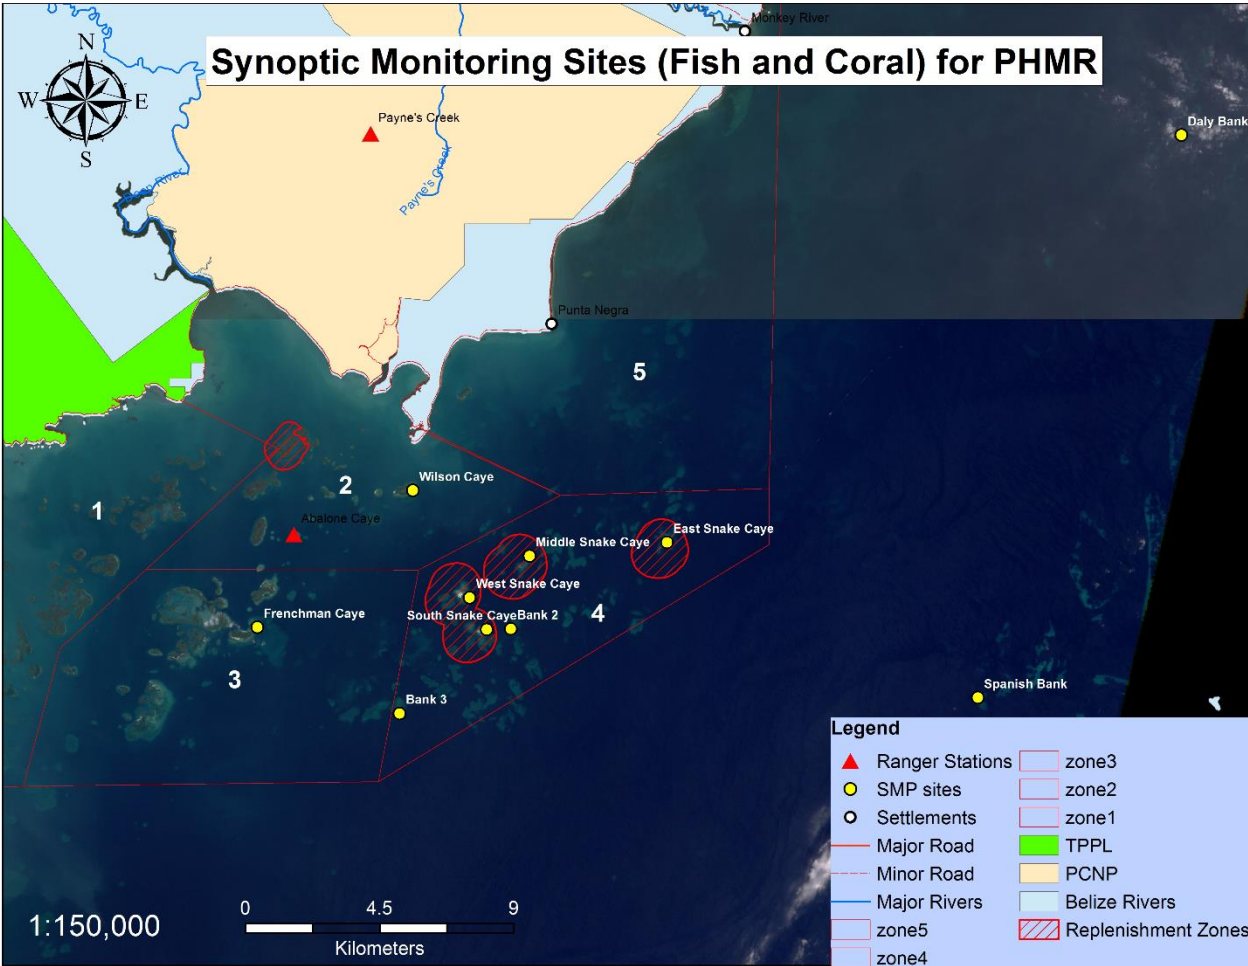 Monkey River
Synoptic Monitoring Sites (Fish and Coral) for PHMR
N
W
E
S
Payne's Creek
Daly Bank
Deep River
Payne's Creek
Punta Negra
5
Wilson Caye
2
1
Abalone Caye
East Snake Caye
Middle Snake Caye
West Snake Caye
4
Frenchman Caye
South Snake Caye
Bank 2
3
Spanish Bank
Bank 3
Legend
Ranger Stations
SMP sites
Settlements
Major Road
Minor Road
Major Rivers
zone5
zone4
zone3
zone2
zone1
TPPL
PCNP
Belize Rivers
Replenishment Zones
1:150,000
0 4.5 9
Kilometers